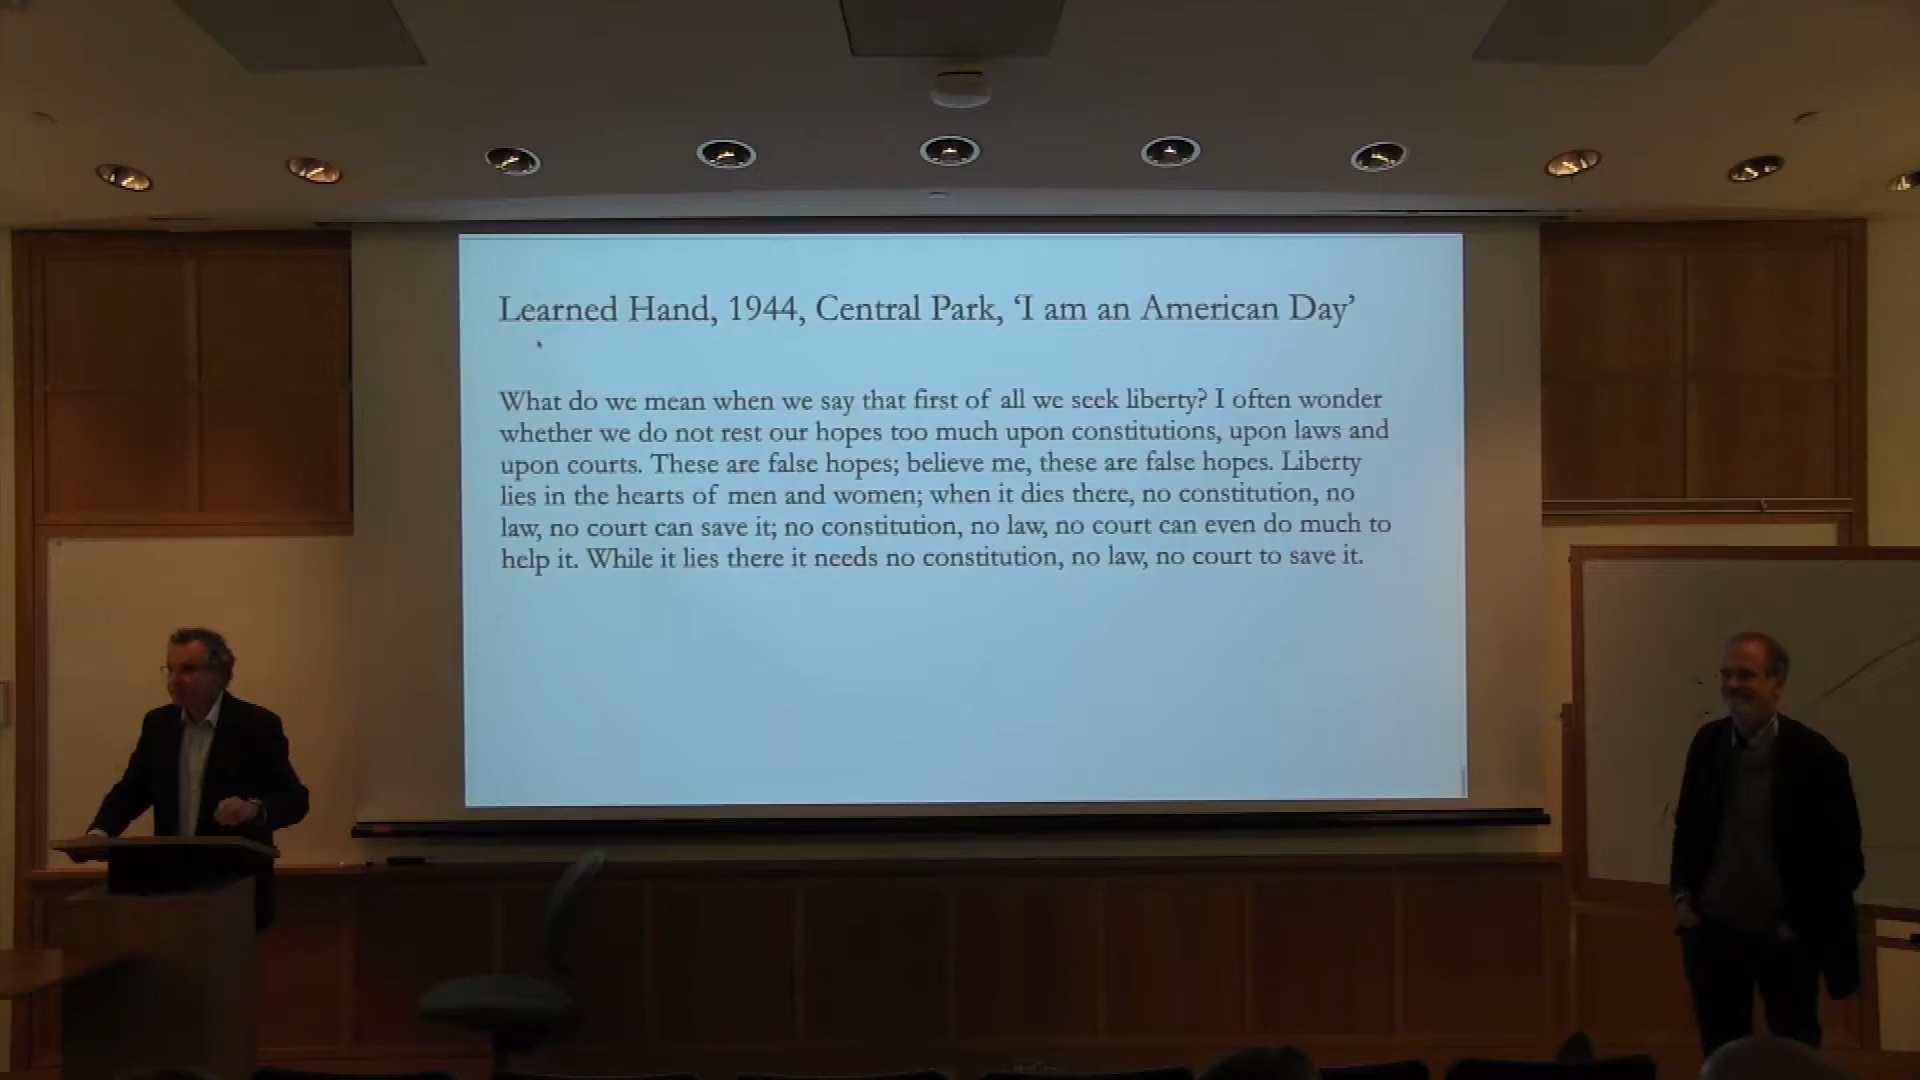 Learned Hand, 1944, Central Park, ‘I am an American Day’
What do we mean when we say that first of all we seek liberty? I often wonder
whether we do not rest our hopes too much upon constitutions, upon laws and
upon courts. These are false hopes; believe me, these are false hopes. Liberty
lies in the hearts of men and women; when it dies there, no constitution, no
law, no court can save it; no constitution, no law, no court can even do much to
help it. While it lies there it needs no constitution, no law, no court to save it.